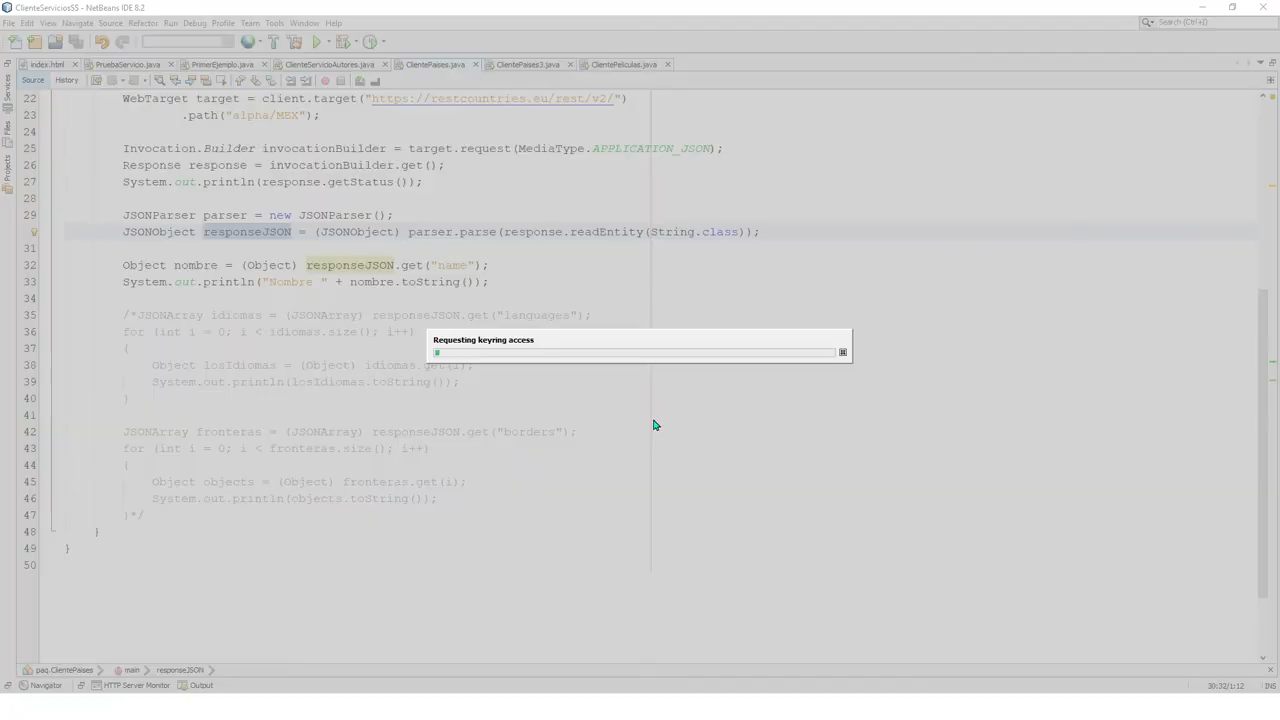 ClienteServiciosSS - NetBeans IDE 8.2
File Edit View Navigate Source Refactor Run Debug Profile Team Tools Window Help
Search (Ctrl+I)
index.html PruebaServico.java PrimerEjemplo.java ClienteServicioAutores.java ClientePaises.java ClientePaises3.java ClientePeliculas.java
Source History
Services
Files
Projects
22 WebTarget target = client.target("https://restcountries.eu/rest/v2/")
23 .path("alpha/MEX");
24
25 Invocation.Builder invocationBuilder = target.request(MediaType.APPLICATION_JSON);
26 Response response = invocationBuilder.get();
27 System.out.println(response.getStatus());
28
29 JSONParser parser = new JSONParser();
JSONObject responseJSON = (JSONObject) parser.parse(response.readEntity(String.class));
31
32 Object nombre = (Object) responseJSON.get("name");
33 System.out.println("Nombre " + nombre.toString());
34
35 /*JSONArray idiomas = (JSONArray) responseJSON.get("languages");
36 for (int i = 0; i < idiomas.size(); i++)
37 {
38 Object losIdiomas = (Object) idiomas.get(i);
39 System.out.println(losIdiomas.toString());
40 }
41
42 JSONArray fronteras = (JSONArray) responseJSON.get("borders");
43 for (int i = 0; i < fronteras.size(); i++)
44 {
45 Object objects = (Object) fronteras.get(i);
46 System.out.println(objects.toString());
47 }*/
48 }
49 }
50
Requesting keyring access
paq.ClientePaises main responseJSON
Navigator HTTP Server Monitor Output
30:32/1:12 INS